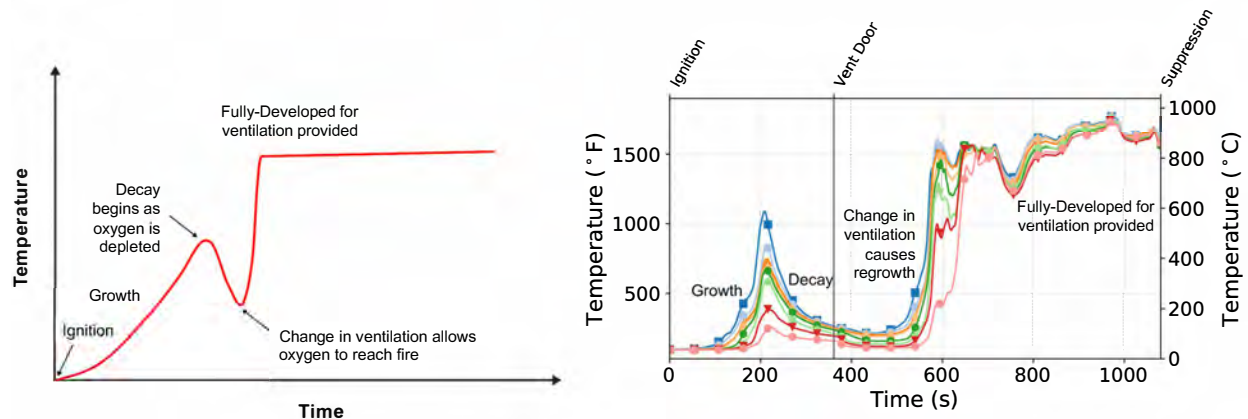 Temperature
Fully-Developed for
ventilation provided
Decay
begins as
oxygen is
depleted
Growth
Ignition
Change in ventilation allows
oxygen to reach fire
Time
Ignition
Vent Door
Suppression
Temperature (°F)
1500
1000
500
Growth
Decay
Change in
ventilation
causes
regrowth
Fully-Developed for
ventilation provided
1000
800
600
400
200
0
Temperature (°C)
0 200 400 600 800 1000
Time (s)